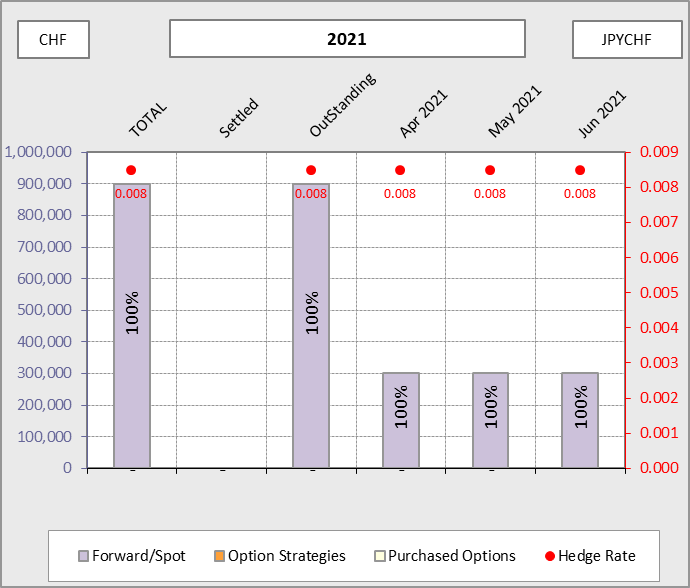 CHF
2021
JPYCHF
TOTAL
Settled
OutStanding
Apr 2021
May 2021
Jun 2021
1,000,000
900,000
800,000
700,000
600,000
500,000
400,000
300,000
200,000
100,000
0
0.009
0.008
0.007
0.006
0.005
0.004
0.003
0.002
0.001
0.000
0.008
0.008
0.008
0.008
0.008
100%
100%
100%
100%
100%
Forward/Spot
Option Strategies
Purchased Options
Hedge Rate